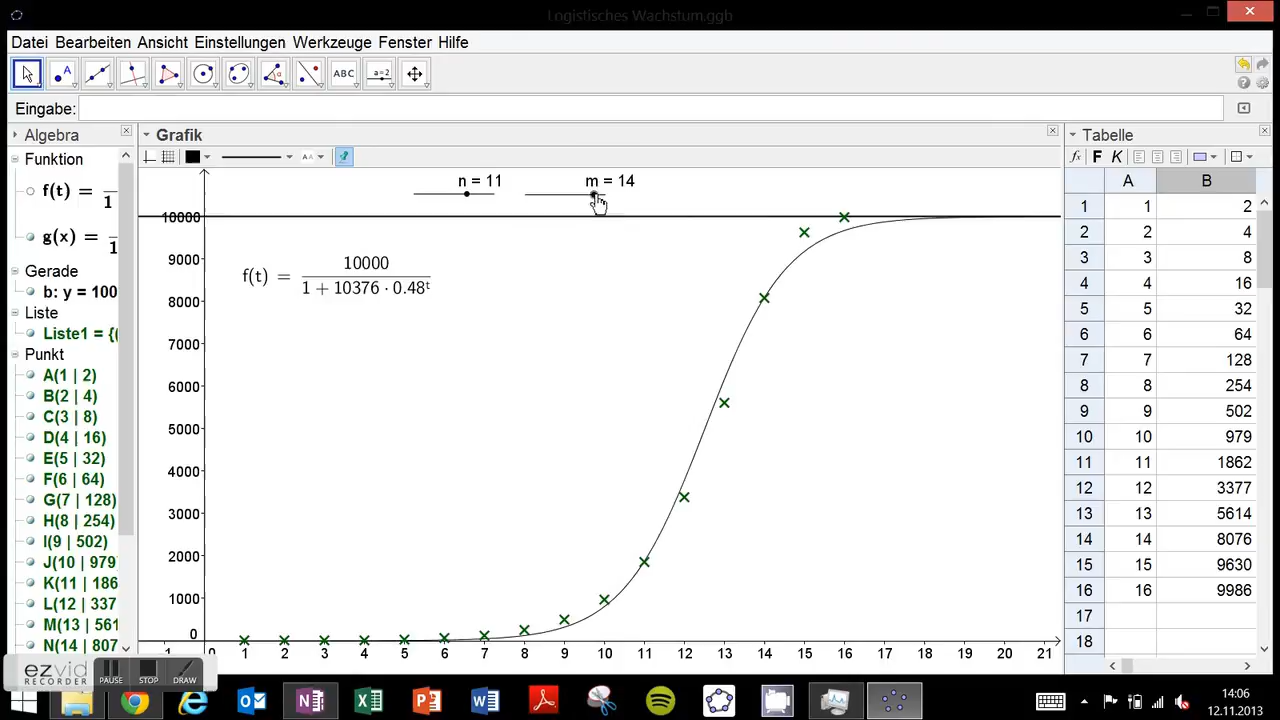 Logistisches Wachstum.ggb
Datei Bearbeiten Ansicht Einstellungen Werkzeuge Fenster Hilfe
A ABC a=2
Eingabe:
Algebra
Grafik
Tabelle
Funktion
f(t) = 1
g(x) = 1
Gerade
b: y = 100
Liste
Liste1 = {(
Punkt
A(1 | 2)
B(2 | 4)
C(3 | 8)
D(4 | 16)
E(5 | 32)
F(6 | 64)
G(7 | 128)
H(8 | 254)
I(9 | 502)
J(10 | 979)
K(11 | 186
L(12 | 337
M(13 | 561
N(14 | 807
AA
n = 11 m = 14
f(t) = 10000 / 1 + 10376 · 0.48ᵗ
10000
9000
8000
7000
6000
5000
4000
3000
2000
1000
0
-1 0 1 2 3 4 5 6 7 8 9 10 11 12 13 14 15 16 17 18 19 20 21
fx F K
A B
1 1 2
2 2 4
3 3 8
4 4 16
5 5 32
6 6 64
7 7 128
8 8 254
9 9 502
10 10 979
11 11 1862
12 12 3377
13 13 5614
14 14 8076
15 15 9630
16 16 9986
17
18
ezvid
RECORDER
PAUSE STOP DRAW
14:06
12.11.2013